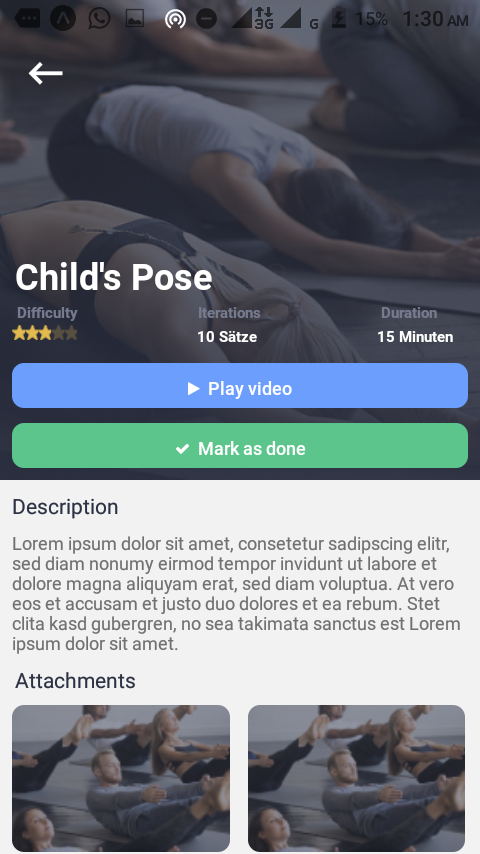 3G
G
15%
1:30 AM
Child's Pose
Difficulty
Iterations
Duration
10 Sätze
15 Minuten
Play video
Mark as done
Description
Lorem ipsum dolor sit amet, consetetur sadipscing elitr,
sed diam nonumy eirmod tempor invidunt ut labore et
dolore magna aliquyam erat, sed diam voluptua. At vero
eos et accusam et justo duo dolores et ea rebum. Stet
clita kasd gubergren, no sea takimata sanctus est Lorem
ipsum dolor sit amet.
Attachments